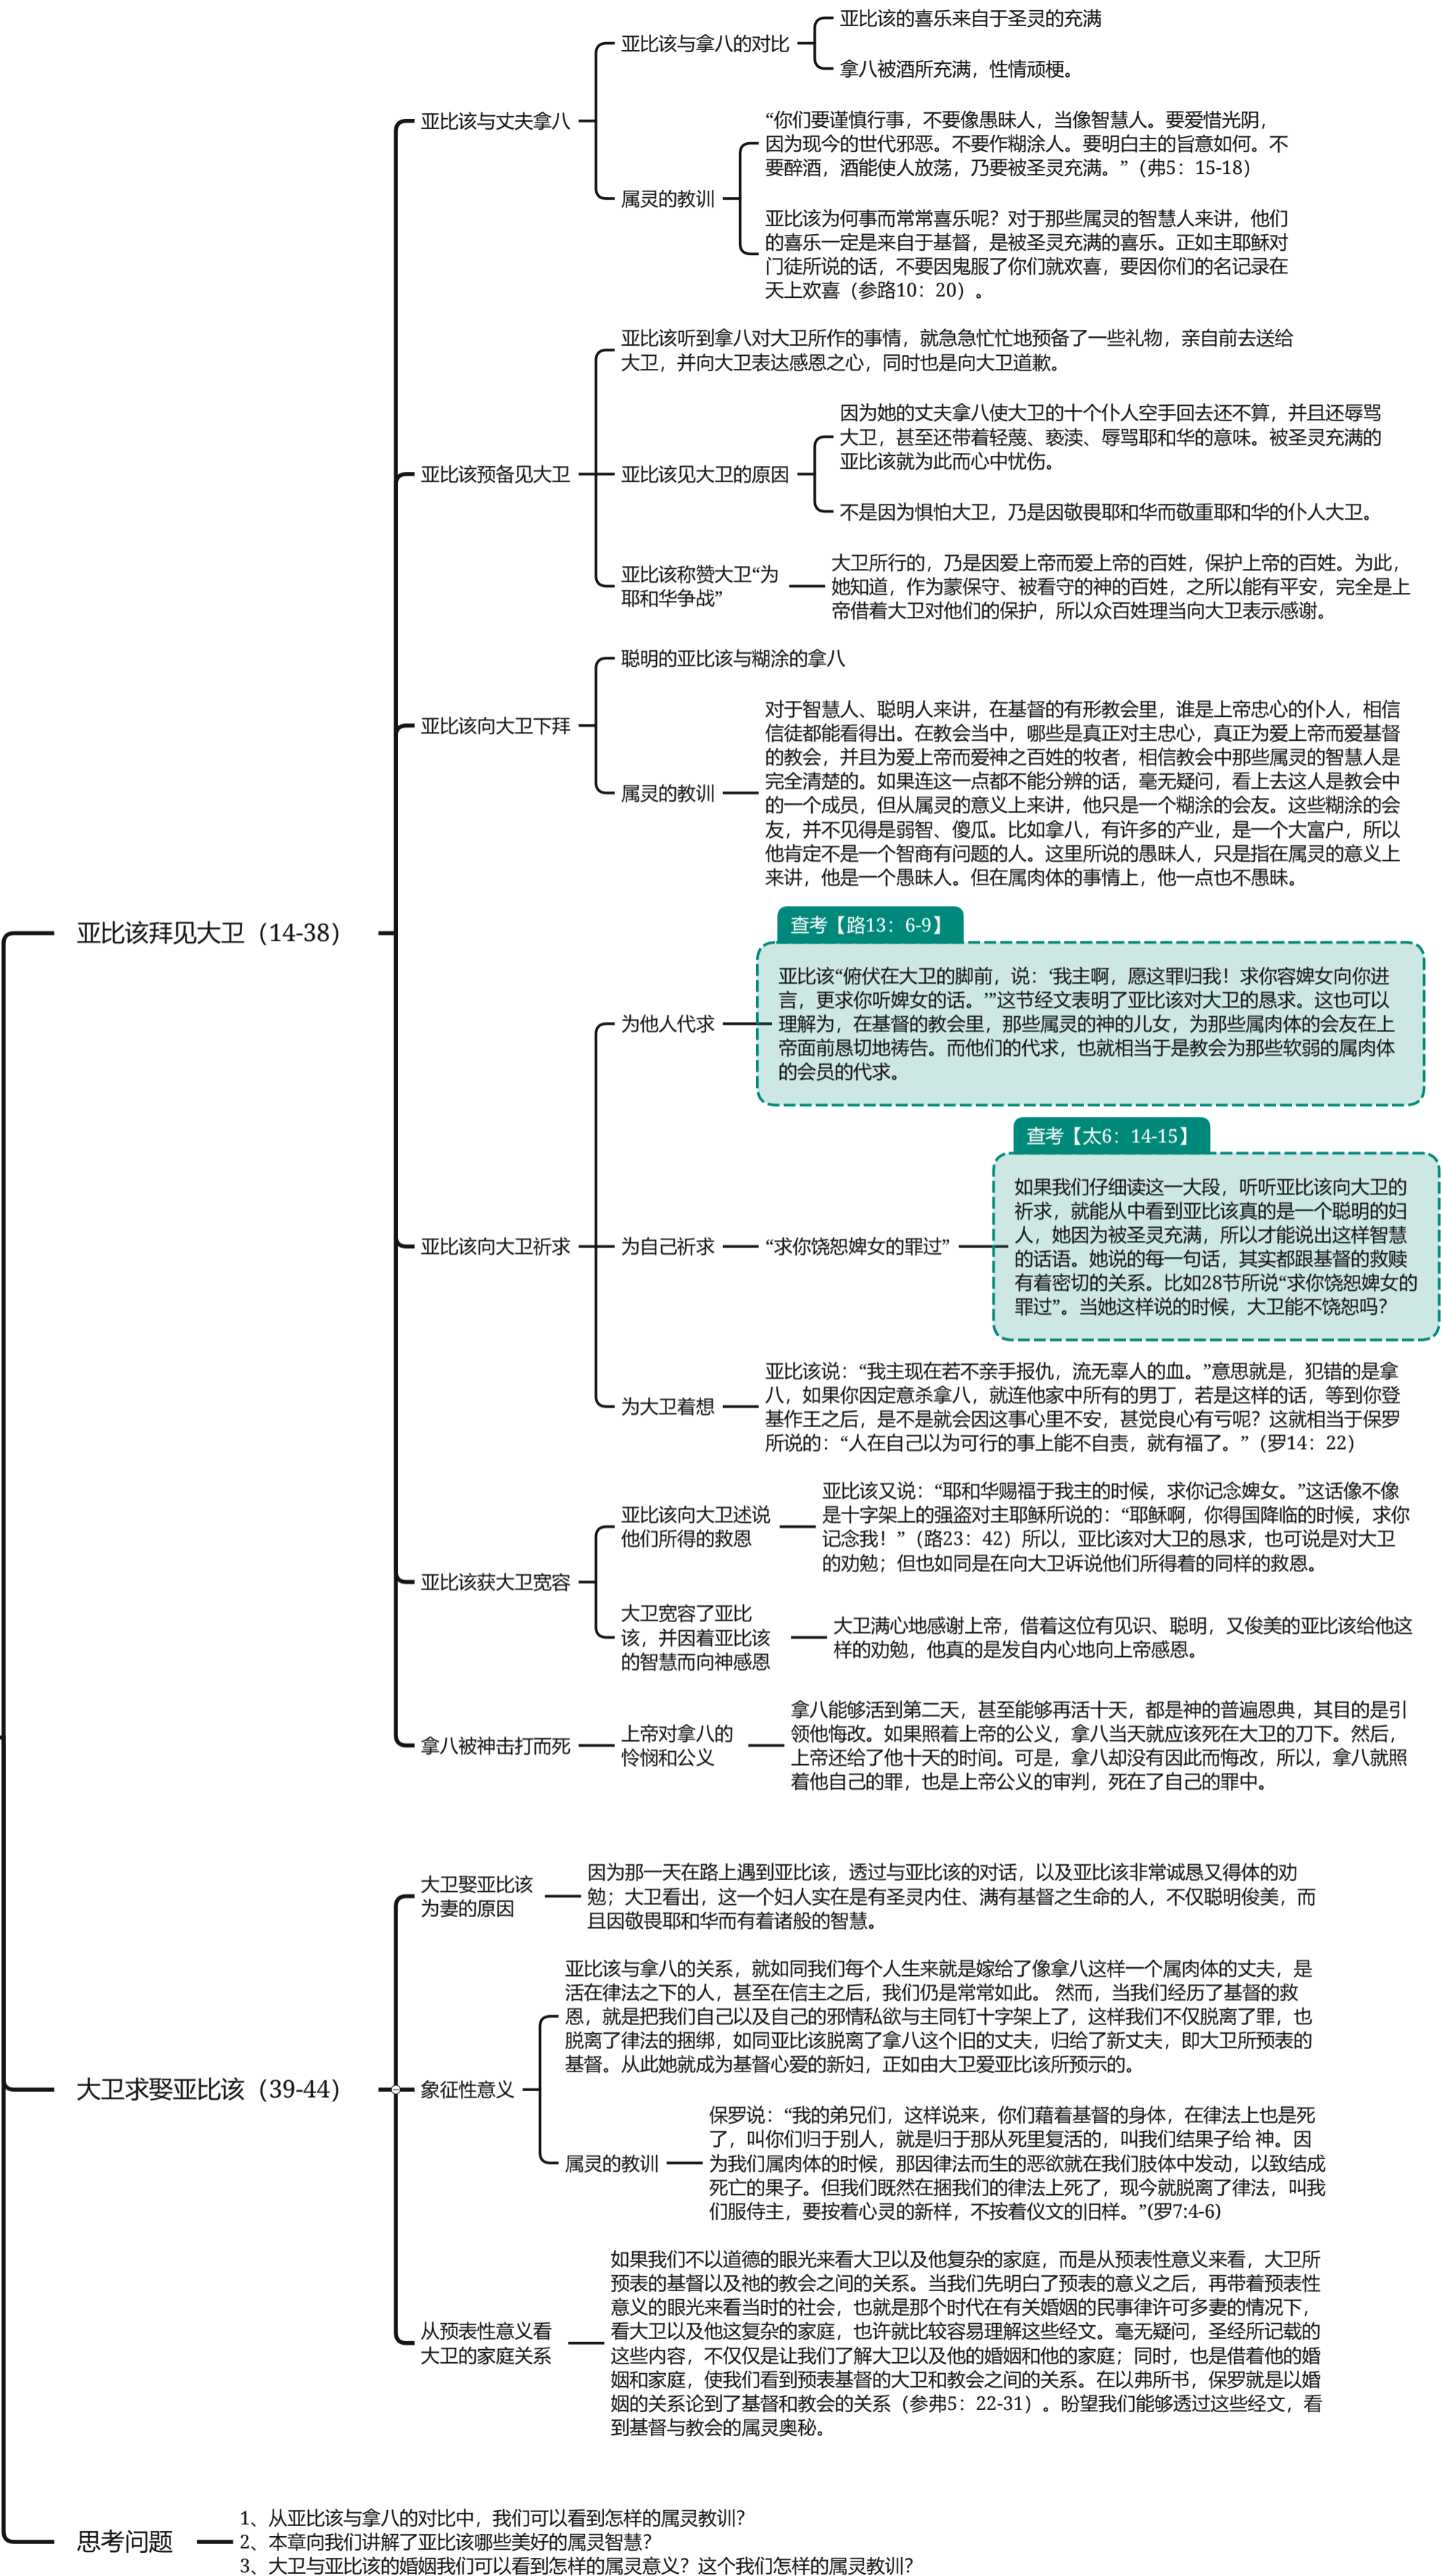 亚比该拜见大卫（14-38）
亚比该与丈夫拿八
亚比该与拿八的对比
亚比该的喜乐来自于圣灵的充满
拿八被酒所充满，性情顽梗。
属灵的教训
“你们要谨慎行事，不要像愚昧人，当像智慧人。要爱惜光阴，
因为现今的世代邪恶。不要作糊涂人。要明白主的旨意如何。不
要醉酒，酒能使人放荡，乃要被圣灵充满。”（弗5：15-18）
亚比该为何事而常常喜乐呢？对于那些属灵的智慧人来讲，他们
的喜乐一定是来自于基督，是被圣灵充满的喜乐。正如主耶稣对
门徒所说的话，不要因鬼服了你们就欢喜，要因你们的名记录在
天上欢喜（参路10：20）。
亚比该预备见大卫
亚比该听到拿八对大卫所作的事情，就急急忙忙地预备了一些礼物，亲自前去送给
大卫，并向大卫表达感恩之心，同时也是向大卫道歉。
亚比该见大卫的原因
因为她的丈夫拿八使大卫的十个仆人空手回去还不算，并且还辱骂
大卫，甚至还带着轻蔑、亵渎、辱骂耶和华的意味。被圣灵充满的
亚比该就为此而心中忧伤。
不是因为惧怕大卫，乃是因敬畏耶和华而敬重耶和华的仆人大卫。
亚比该称赞大卫“为
耶和华争战”
大卫所行的，乃是因爱上帝而爱上帝的百姓，保护上帝的百姓。为此，
她知道，作为蒙保守、被看守的神的百姓，之所以能有平安，完全是上
帝借着大卫对他们的保护，所以众百姓理当向大卫表示感谢。
亚比该向大卫下拜
聪明的亚比该与糊涂的拿八
属灵的教训
对于智慧人、聪明人来讲，在基督的有形教会里，谁是上帝忠心的仆人，相信
信徒都能看得出。在教会当中，哪些是真正对主忠心，真正为爱上帝而爱基督
的教会，并且为爱上帝而爱神之百姓的牧者，相信教会中那些属灵的智慧人是
完全清楚的。如果连这一点都不能分辨的话，毫无疑问，看上去这人是教会中
的一个成员，但从属灵的意义上来讲，他只是一个糊涂的会友。这些糊涂的会
友，并不见得是弱智、傻瓜。比如拿八，有许多的产业，是一个大富户，所以
他肯定不是一个智商有问题的人。这里所说的愚昧人，只是指在属灵的意义上
来讲，他是一个愚昧人。但在属肉体的事情上，他一点也不愚昧。
亚比该向大卫祈求
为他人代求
查考【路13：6-9】
亚比该“俯伏在大卫的脚前，说：‘我主啊，愿这罪归我！求你容婢女向你进
言，更求你听婢女的话。’”这节经文表明了亚比该对大卫的恳求。这也可以
理解为，在基督的教会里，那些属灵的神的儿女，为那些属肉体的会友在上
帝面前恳切地祷告。而他们的代求，也就相当于是教会为那些软弱的属肉体
的会员的代求。
为自己祈求
“求你饶恕婢女的罪过”
查考【太6：14-15】
如果我们仔细读这一大段，听听亚比该向大卫的
祈求，就能从中看到亚比该真的是一个聪明的妇
人，她因为被圣灵充满，所以才能说出这样智慧
的话语。她说的每一句话，其实都跟基督的救赎
有着密切的关系。比如28节所说“求你饶恕婢女的
罪过”。当她这样说的时候，大卫能不饶恕吗？
为大卫着想
亚比该说：“我主现在若不亲手报仇，流无辜人的血。”意思就是，犯错的是拿
八，如果你因定意杀拿八，就连他家中所有的男丁，若是这样的话，等到你登
基作王之后，是不是就会因这事心里不安，甚觉良心有亏呢？这就相当于保罗
所说的：“人在自己以为可行的事上能不自责，就有福了。”（罗14：22）
亚比该获大卫宽容
亚比该向大卫述说
他们所得的救恩
亚比该又说：“耶和华赐福于我主的时候，求你记念婢女。”这话像不像
是十字架上的强盗对主耶稣所说的：“耶稣啊，你得国降临的时候，求你
记念我！”（路23：42）所以，亚比该对大卫的恳求，也可说是对大卫
的劝勉；但也如同是在向大卫诉说他们所得着的同样的救恩。
大卫宽容了亚比
该，并因着亚比该
的智慧而向神感恩
大卫满心地感谢上帝，借着这位有见识、聪明，又俊美的亚比该给他这
样的劝勉，他真的是发自内心地向上帝感恩。
拿八被神击打而死
上帝对拿八的
怜悯和公义
拿八能够活到第二天，甚至能够再活十天，都是神的普遍恩典，其目的是引
领他悔改。如果照着上帝的公义，拿八当天就应该死在大卫的刀下。然后，
上帝还给了他十天的时间。可是，拿八却没有因此而悔改，所以，拿八就照
着他自己的罪，也是上帝公义的审判，死在了自己的罪中。
大卫求娶亚比该（39-44）
大卫娶亚比该
为妻的原因
因为那一天在路上遇到亚比该，透过与亚比该的对话，以及亚比该非常诚恳又得体的劝
勉；大卫看出，这一个妇人实在是有圣灵内住、满有基督之生命的人，不仅聪明俊美，而
且因敬畏耶和华而有着诸般的智慧。
象征性意义
亚比该与拿八的关系，就如同我们每个人生来就是嫁给了像拿八这样一个属肉体的丈夫，是
活在律法之下的人，甚至在信主之后，我们仍是常常如此。 然而，当我们经历了基督的救
恩，就是把我们自己以及自己的邪情私欲与主同钉十字架上了，这样我们不仅脱离了罪，也
脱离了律法的捆绑，如同亚比该脱离了拿八这个旧的丈夫，归给了新丈夫，即大卫所预表的
基督。从此她就成为基督心爱的新妇，正如由大卫爱亚比该所预示的。
属灵的教训
保罗说：“我的弟兄们，这样说来，你们藉着基督的身体，在律法上也是死
了，叫你们归于别人，就是归于那从死里复活的，叫我们结果子给 神。因
为我们属肉体的时候，那因律法而生的恶欲就在我们肢体中发动，以致结成
死亡的果子。但我们既然在捆我们的律法上死了，现今就脱离了律法，叫我
们服侍主，要按着心灵的新样，不按着仪文的旧样。”(罗7:4-6)
从预表性意义看
大卫的家庭关系
如果我们不以道德的眼光来看大卫以及他复杂的家庭，而是从预表性意义来看，大卫所
预表的基督以及祂的教会之间的关系。当我们先明白了预表的意义之后，再带着预表性
意义的眼光来看当时的社会，也就是那个时代在有关婚姻的民事律许可多妻的情况下，
看大卫以及他这复杂的家庭，也许就比较容易理解这些经文。毫无疑问，圣经所记载的
这些内容，不仅仅是让我们了解大卫以及他的婚姻和他的家庭；同时，也是借着他的婚
姻和家庭，使我们看到预表基督的大卫和教会之间的关系。在以弗所书，保罗就是以婚
姻的关系论到了基督和教会的关系（参弗5：22-31）。盼望我们能够透过这些经文，看
到基督与教会的属灵奥秘。
思考问题
1、从亚比该与拿八的对比中，我们可以看到怎样的属灵教训？
2、本章向我们讲解了亚比该哪些美好的属灵智慧？
3、大卫与亚比该的婚姻我们可以看到怎样的属灵意义？这个我们怎样的属灵教训？